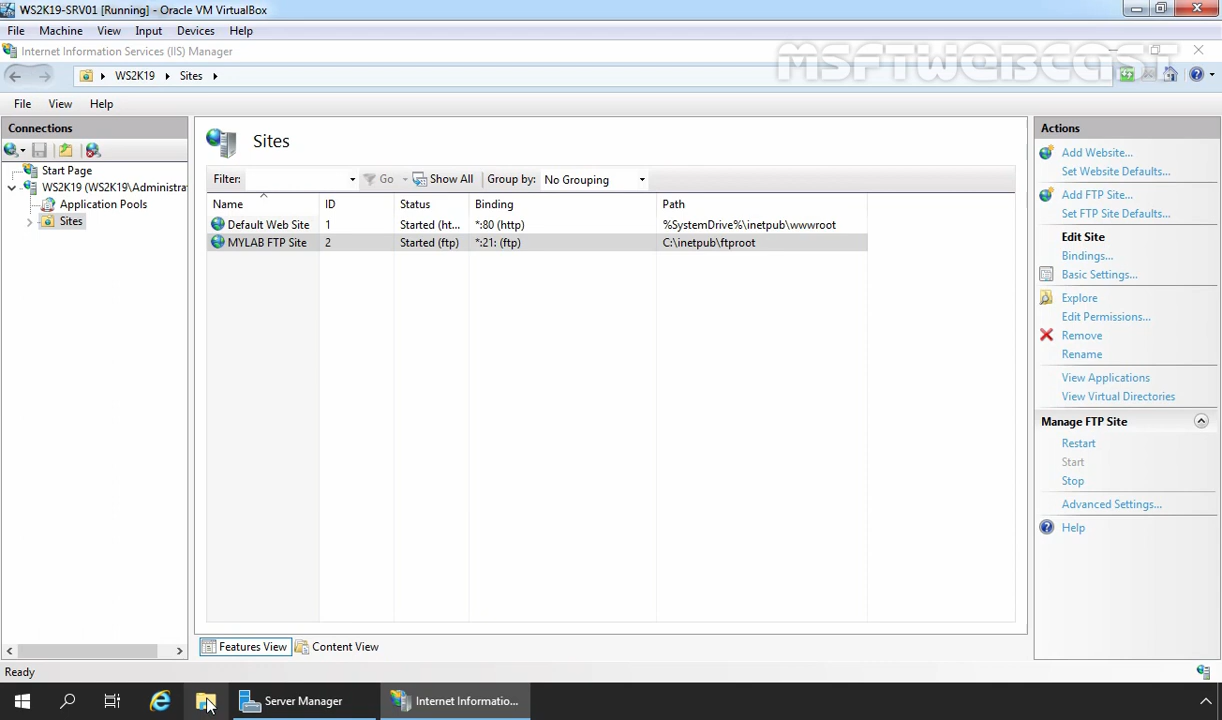 WS2K19-SRV01 [Running] - Oracle VM VirtualBox
File Machine View Input Devices Help
Internet Information Services (IIS) Manager
MSFTWEBCAST
WS2K19 Sites
File View Help
Connections
Start Page
WS2K19 (WS2K19\Administra
Application Pools
Sites
Sites
Filter: Go Show All Group by: No Grouping
Name ID Status Binding Path
Default Web Site 1 Started (ht... *:80 (http) %SystemDrive%\inetpub\wwwroot
MYLAB FTP Site 2 Started (ftp) *:21: (ftp) C:\inetpub\ftproot
Features View Content View
Actions
Add Website...
Set Website Defaults...
Add FTP Site...
Set FTP Site Defaults...
Edit Site
Bindings...
Basic Settings...
Explore
Edit Permissions...
Remove
Rename
View Applications
View Virtual Directories
Manage FTP Site
Restart
Start
Stop
Advanced Settings...
Help
Ready
Server Manager Internet Informatio...